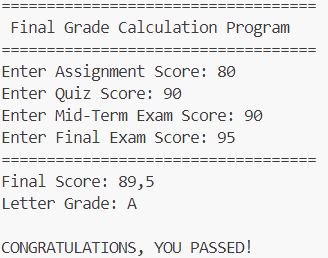 ===================================
 Final Grade Calculation Program
===================================
Enter Assignment Score: 80
Enter Quiz Score: 90
Enter Mid-Term Exam Score: 90
Enter Final Exam Score: 95
===================================
Final Score: 89,5
Letter Grade: A

CONGRATULATIONS, YOU PASSED!